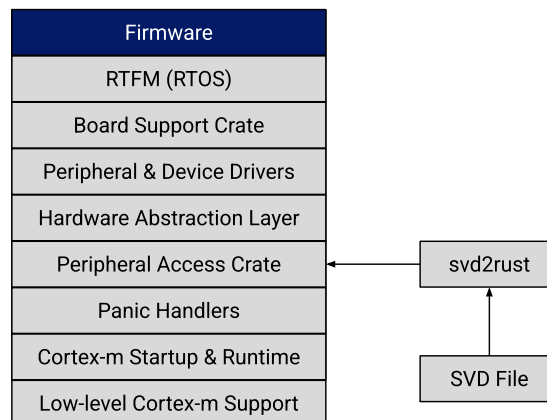 Firmware
RTFM (RTOS)
Board Support Crate
Peripheral & Device Drivers
Hardware Abstraction Layer
Peripheral Access Crate
svd2rust
Panic Handlers
Cortex-m Startup & Runtime
SVD File
Low-level Cortex-m Support